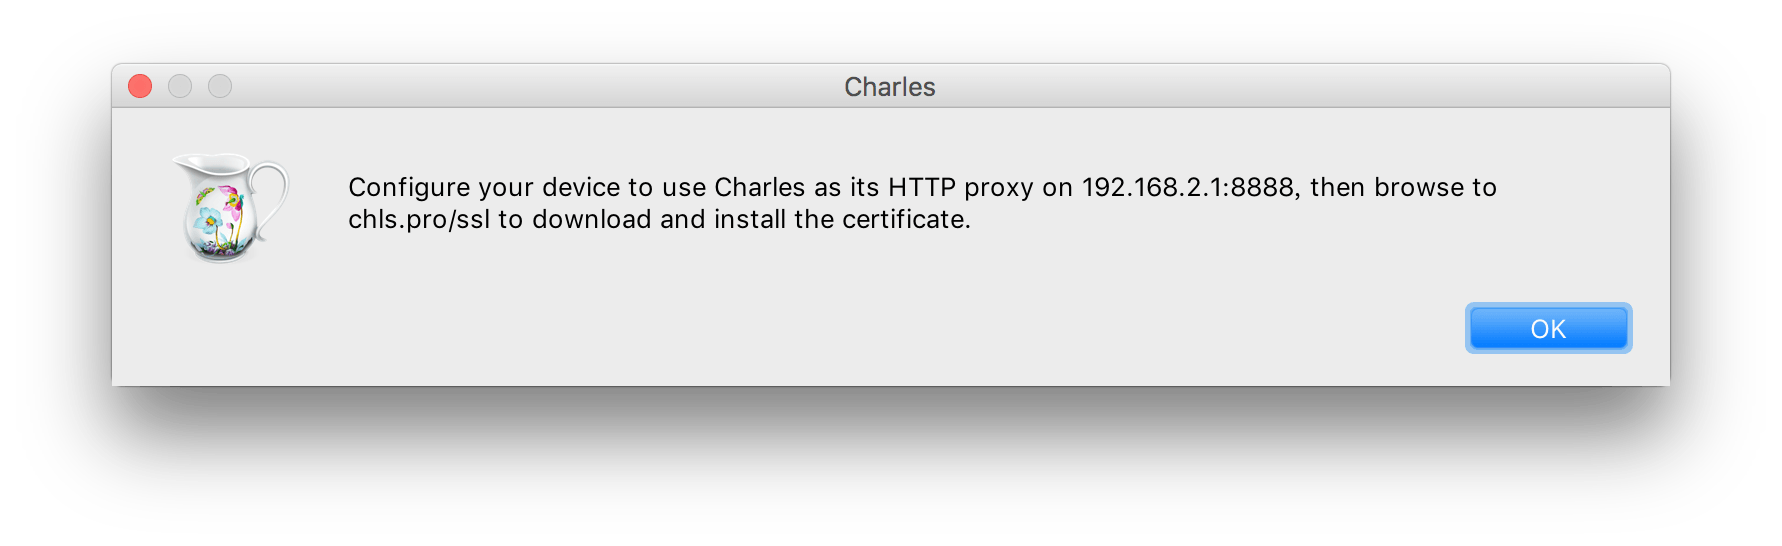 Charles
Configure your device to use Charles as its HTTP proxy on 192.168.2.1:8888, then browse to
chls.pro/ssl to download and install the certificate.
OK